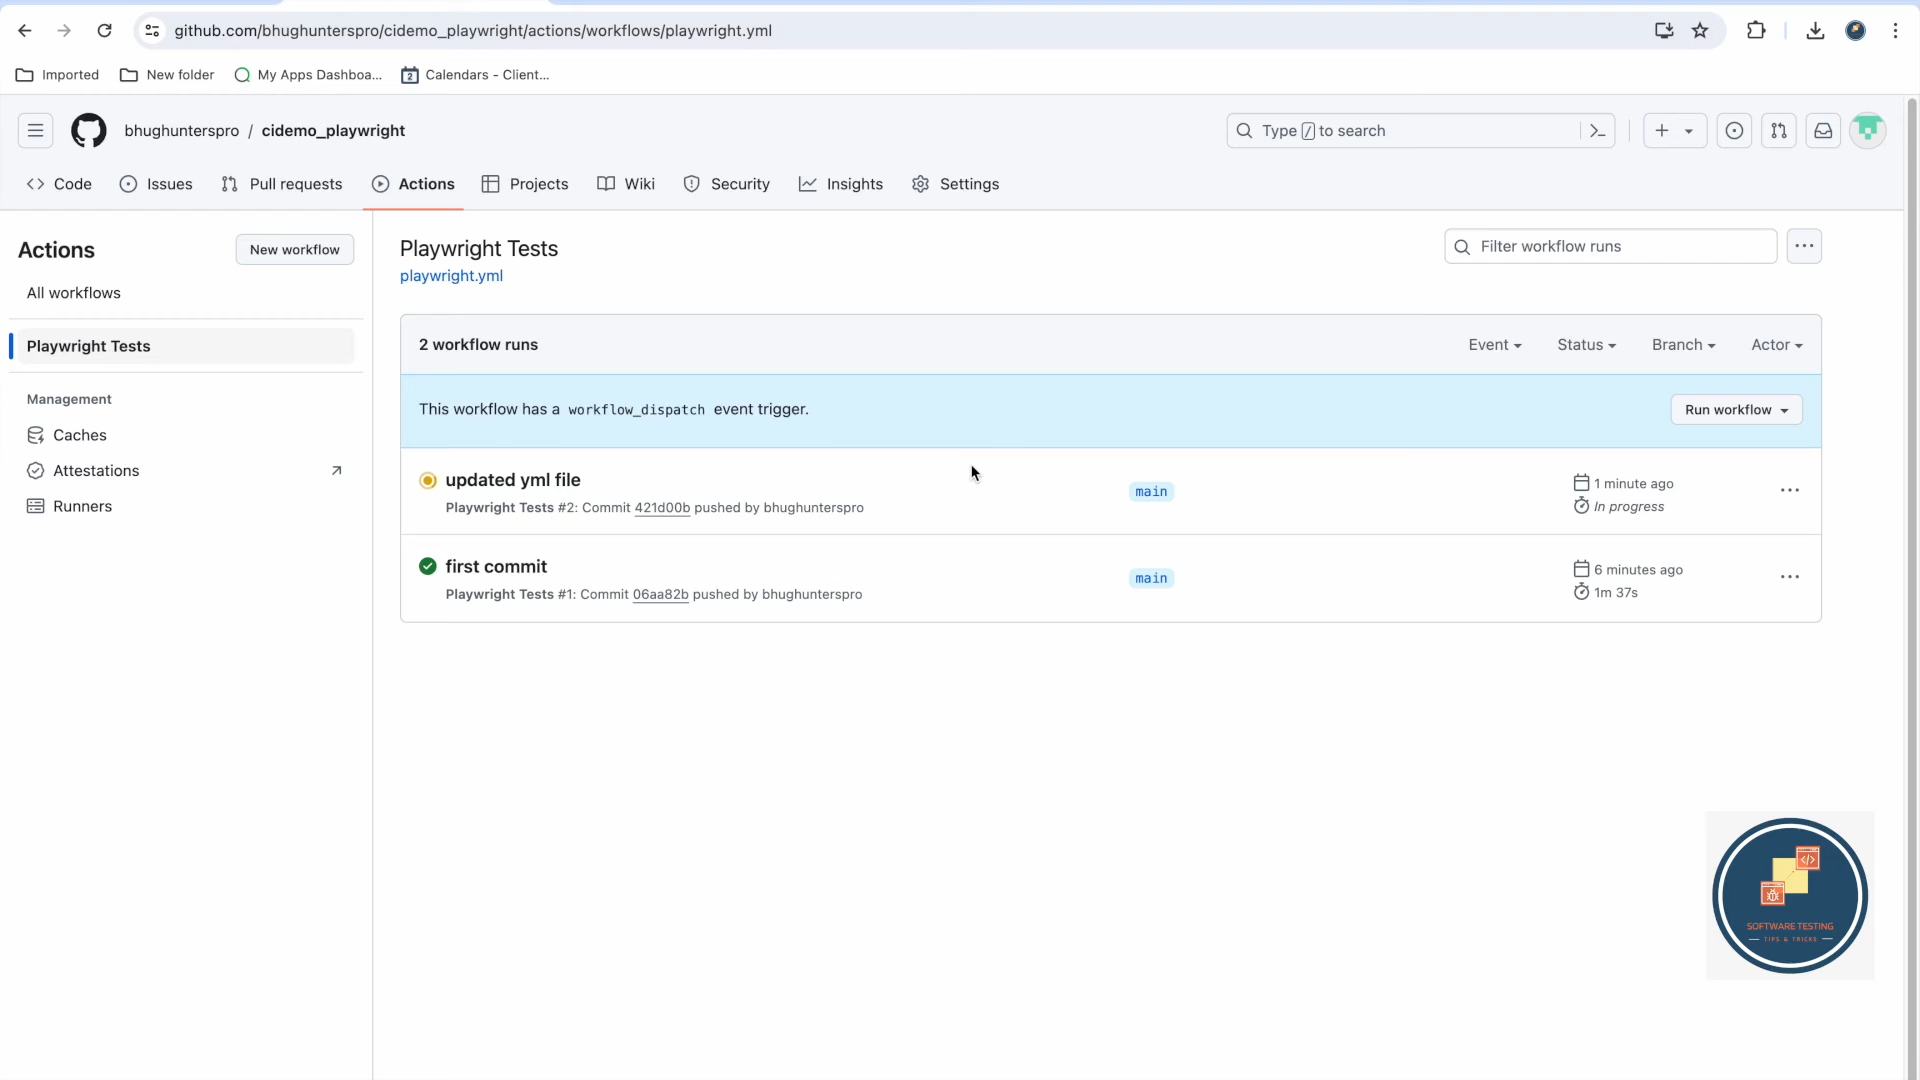 github.com/bhughunterspro/cidemo_playwright/actions/workflows/playwright.yml
Imported New folder My Apps Dashboa... 2 Calendars - Client...
bhughunterspro / cidemo_playwright Type / to search
Code Issues Pull requests Actions Projects Wiki Security Insights Settings
Actions New workflow
All workflows
Playwright Tests
Management
Caches
Attestations
Runners
Playwright Tests Filter workflow runs
playwright.yml
2 workflow runs Event Status Branch Actor
This workflow has a workflow_dispatch event trigger. Run workflow
updated yml file
Playwright Tests #2: Commit 421d00b pushed by bhughunterspro
main
1 minute ago
In progress
first commit
Playwright Tests #1: Commit 06aa82b pushed by bhughunterspro
main
6 minutes ago
1m 37s
SOFTWARE TESTING
TIPS & TRICKS